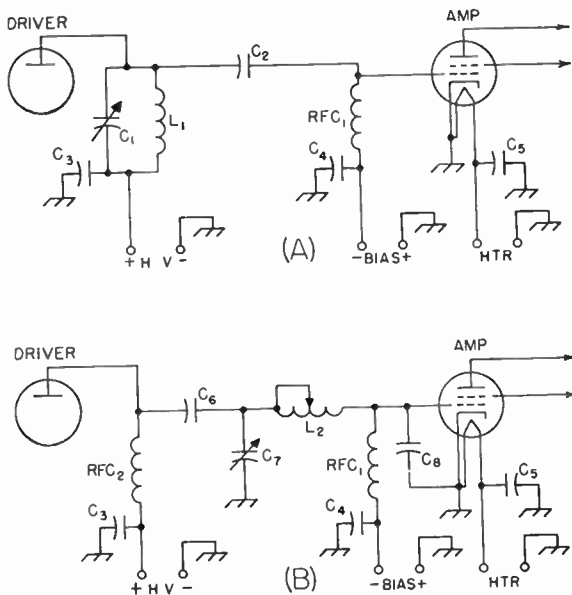 DRIVER
AMP
C2
C1
L1
RFC1
C3
C4
C5
+ H V -
(A)
-BIAS+
HTR
DRIVER
AMP
C6
L2
C7
RFC2
RFC1
C8
C3
C4
C5
+ H V -
(B)
-BIAS+
HTR